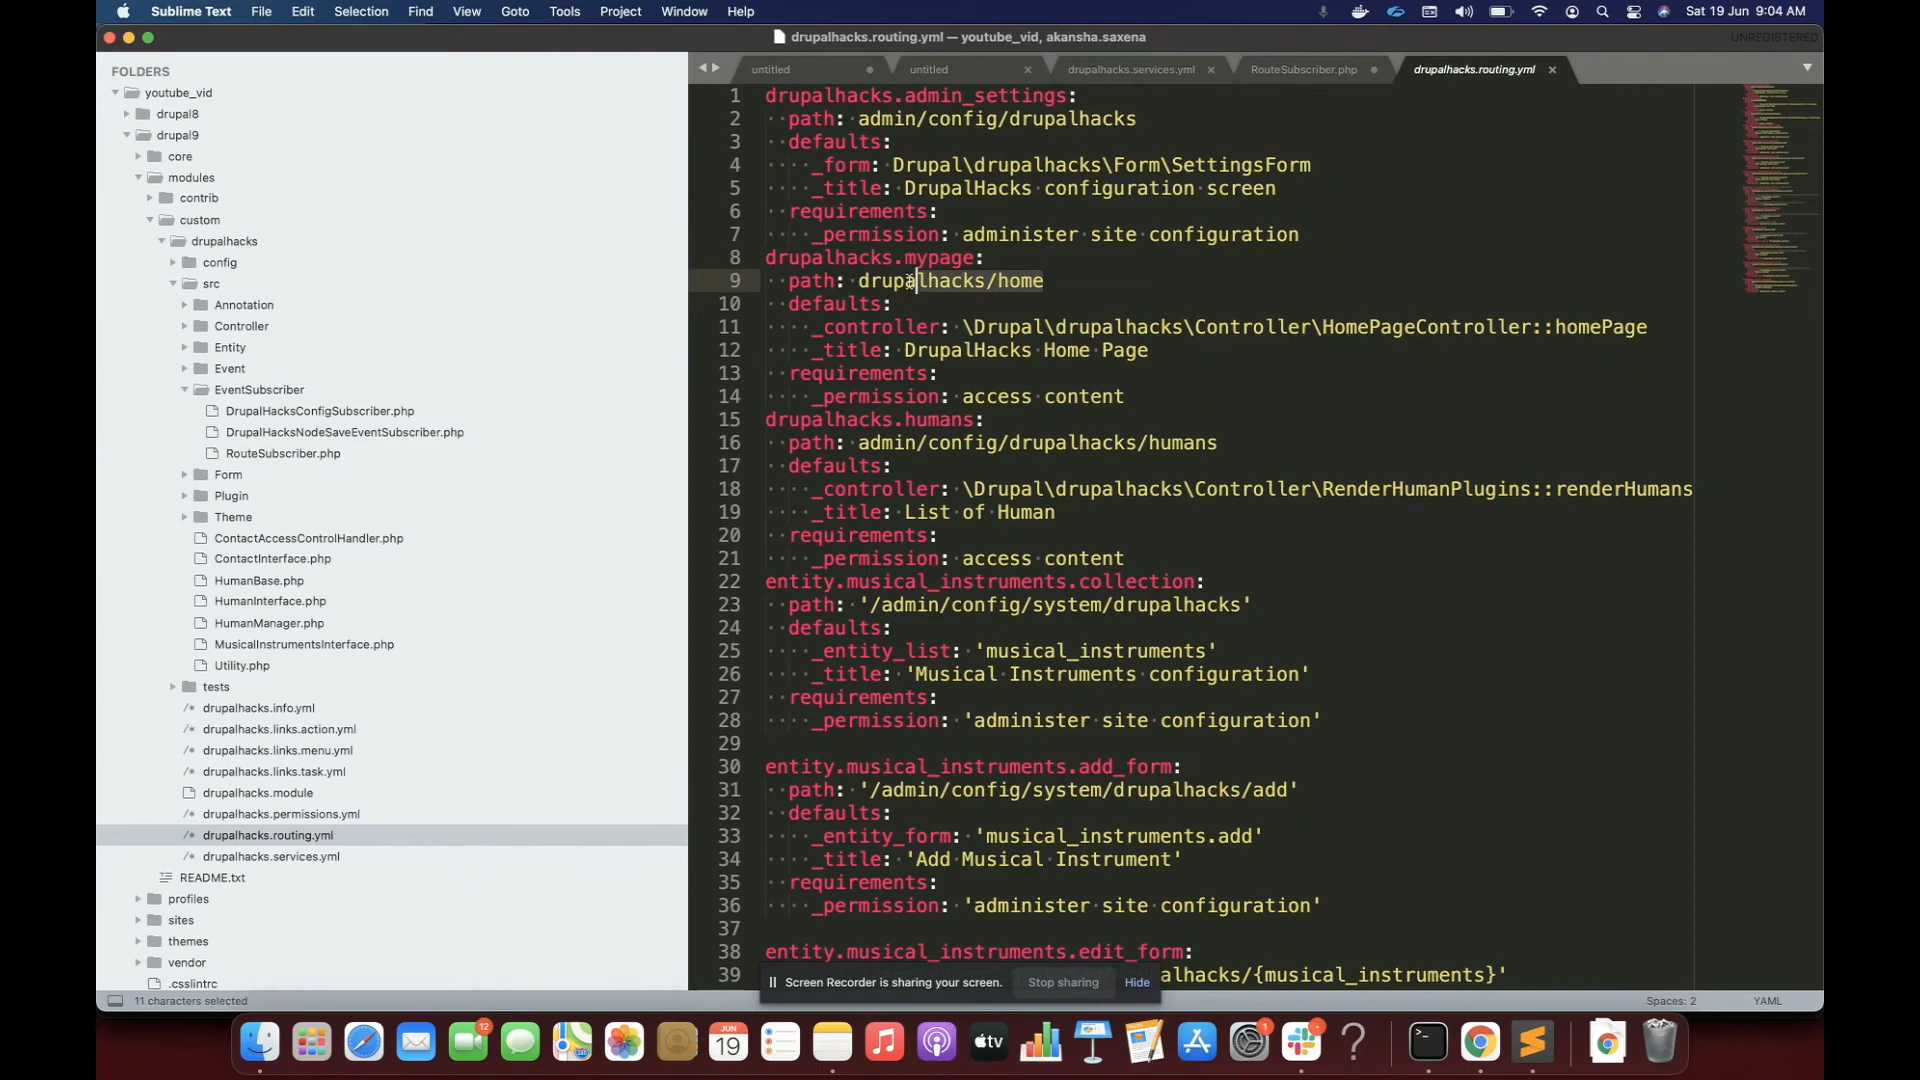 Sublime Text File Edit Selection Find View Goto Tools Project Window Help
Sat 19 Jun 9:04 AM
drupalhacks.routing.yml — youtube_vid, akansha.saxena
UNREGISTERED
FOLDERS
youtube_vid
drupal8
drupal9
core
modules
contrib
custom
drupalhacks
config
src
Annotation
Controller
Entity
Event
EventSubscriber
DrupalHacksConfigSubscriber.php
DrupalHacksNodeSaveEventSubscriber.php
RouteSubscriber.php
Form
Plugin
Theme
ContactAccessControlHandler.php
ContactInterface.php
HumanBase.php
HumanInterface.php
HumanManager.php
MusicalInstrumentsInterface.php
Utility.php
tests
drupalhacks.info.yml
drupalhacks.links.action.yml
drupalhacks.links.menu.yml
drupalhacks.links.task.yml
drupalhacks.module
drupalhacks.permissions.yml
drupalhacks.routing.yml
drupalhacks.services.yml
README.txt
profiles
sites
themes
vendor
.csslintrc
untitled
untitled
drupalhacks.services.yml
RouteSubscriber.php
drupalhacks.routing.yml
1 drupalhacks.admin_settings:
2 path: admin/config/drupalhacks
3 defaults:
4 _form: Drupal\drupalhacks\Form\SettingsForm
5 _title: DrupalHacks configuration screen
6 requirements:
7 _permission: administer site configuration
8 drupalhacks.mypage:
9 path: drupalhacks/home
10 defaults:
11 _controller: \Drupal\drupalhacks\Controller\HomePageController::homePage
12 _title: DrupalHacks Home Page
13 requirements:
14 _permission: access content
15 drupalhacks.humans:
16 path: admin/config/drupalhacks/humans
17 defaults:
18 _controller: \Drupal\drupalhacks\Controller\RenderHumanPlugins::renderHumans
19 _title: List of Human
20 requirements:
21 _permission: access content
22 entity.musical_instruments.collection:
23 path: '/admin/config/system/drupalhacks'
24 defaults:
25 _entity_list: 'musical_instruments'
26 _title: 'Musical Instruments configuration'
27 requirements:
28 _permission: 'administer site configuration'
29
30 entity.musical_instruments.add_form:
31 path: '/admin/config/system/drupalhacks/add'
32 defaults:
33 _entity_form: 'musical_instruments.add'
34 _title: 'Add Musical Instrument'
35 requirements:
36 _permission: 'administer site configuration'
37
38 entity.musical_instruments.edit_form:
39 alhacks/{musical_instruments}'
Screen Recorder is sharing your screen. Stop sharing Hide
11 characters selected
Spaces: 2 YAML
12
JUN
19
tv
1